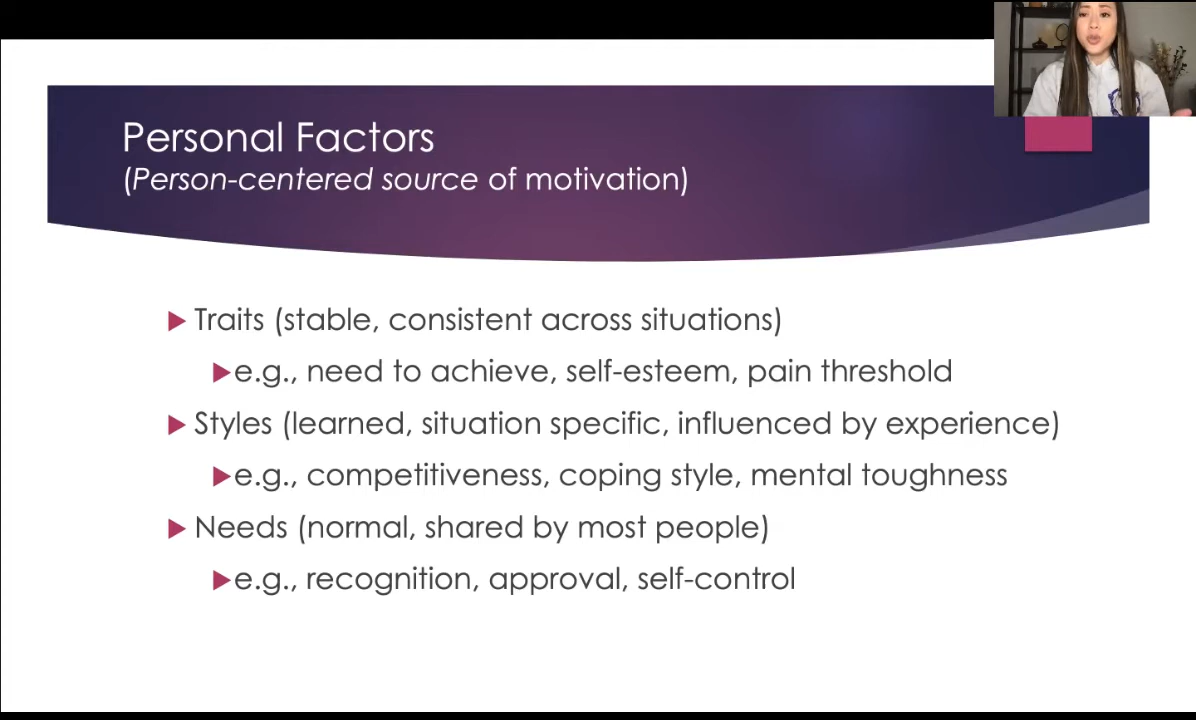 Personal Factors
(Person-centered source of motivation)
Traits (stable, consistent across situations)
e.g., need to achieve, self-esteem, pain threshold
Styles (learned, situation specific, influenced by experience)
e.g., competitiveness, coping style, mental toughness
Needs (normal, shared by most people)
e.g., recognition, approval, self-control